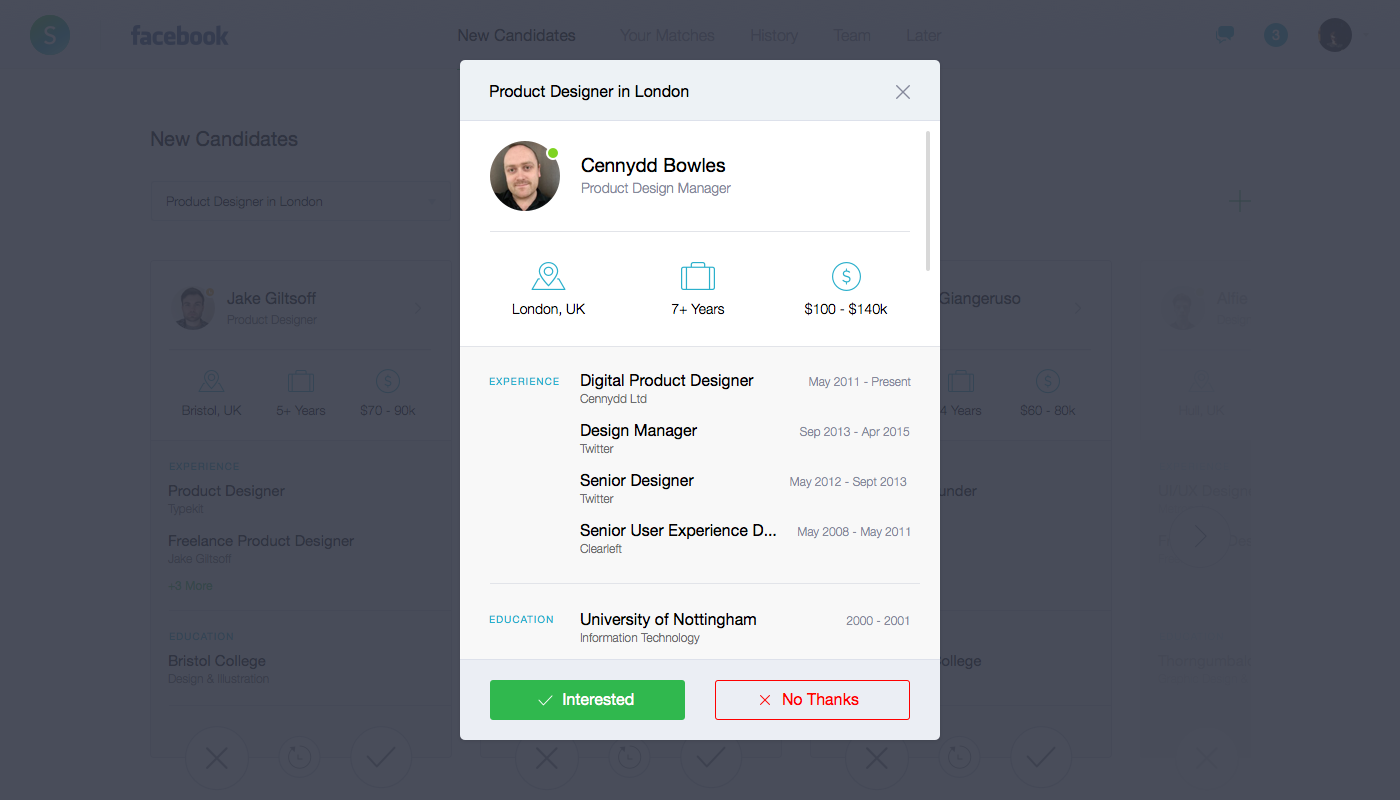 S
facebook
New Candidates
Your Matches
History
Team
Later
3
Product Designer in London
Cennydd Bowles
Product Design Manager
London, UK
7+ Years
$100 - $140k
EXPERIENCE
Digital Product Designer
May 2011 - Present
Cennydd Ltd
Design Manager
Sep 2013 - Apr 2015
Twitter
Senior Designer
May 2012 - Sept 2013
Twitter
Senior User Experience D...
May 2008 - May 2011
Clearleft
EDUCATION
University of Nottingham
2000 - 2001
Information Technology
Interested
No Thanks
New Candidates
Product Designer in London
Jake Giltsoff
Product Designer
Bristol, UK
5+ Years
$70 - 90k
EXPERIENCE
Product Designer
Typekit
Freelance Product Designer
Jake Giltsoff
+3 More
EDUCATION
Bristol College
Design & Illustration
Giangeruso
4 Years
$60 - 80k
under
ollege
Alfie